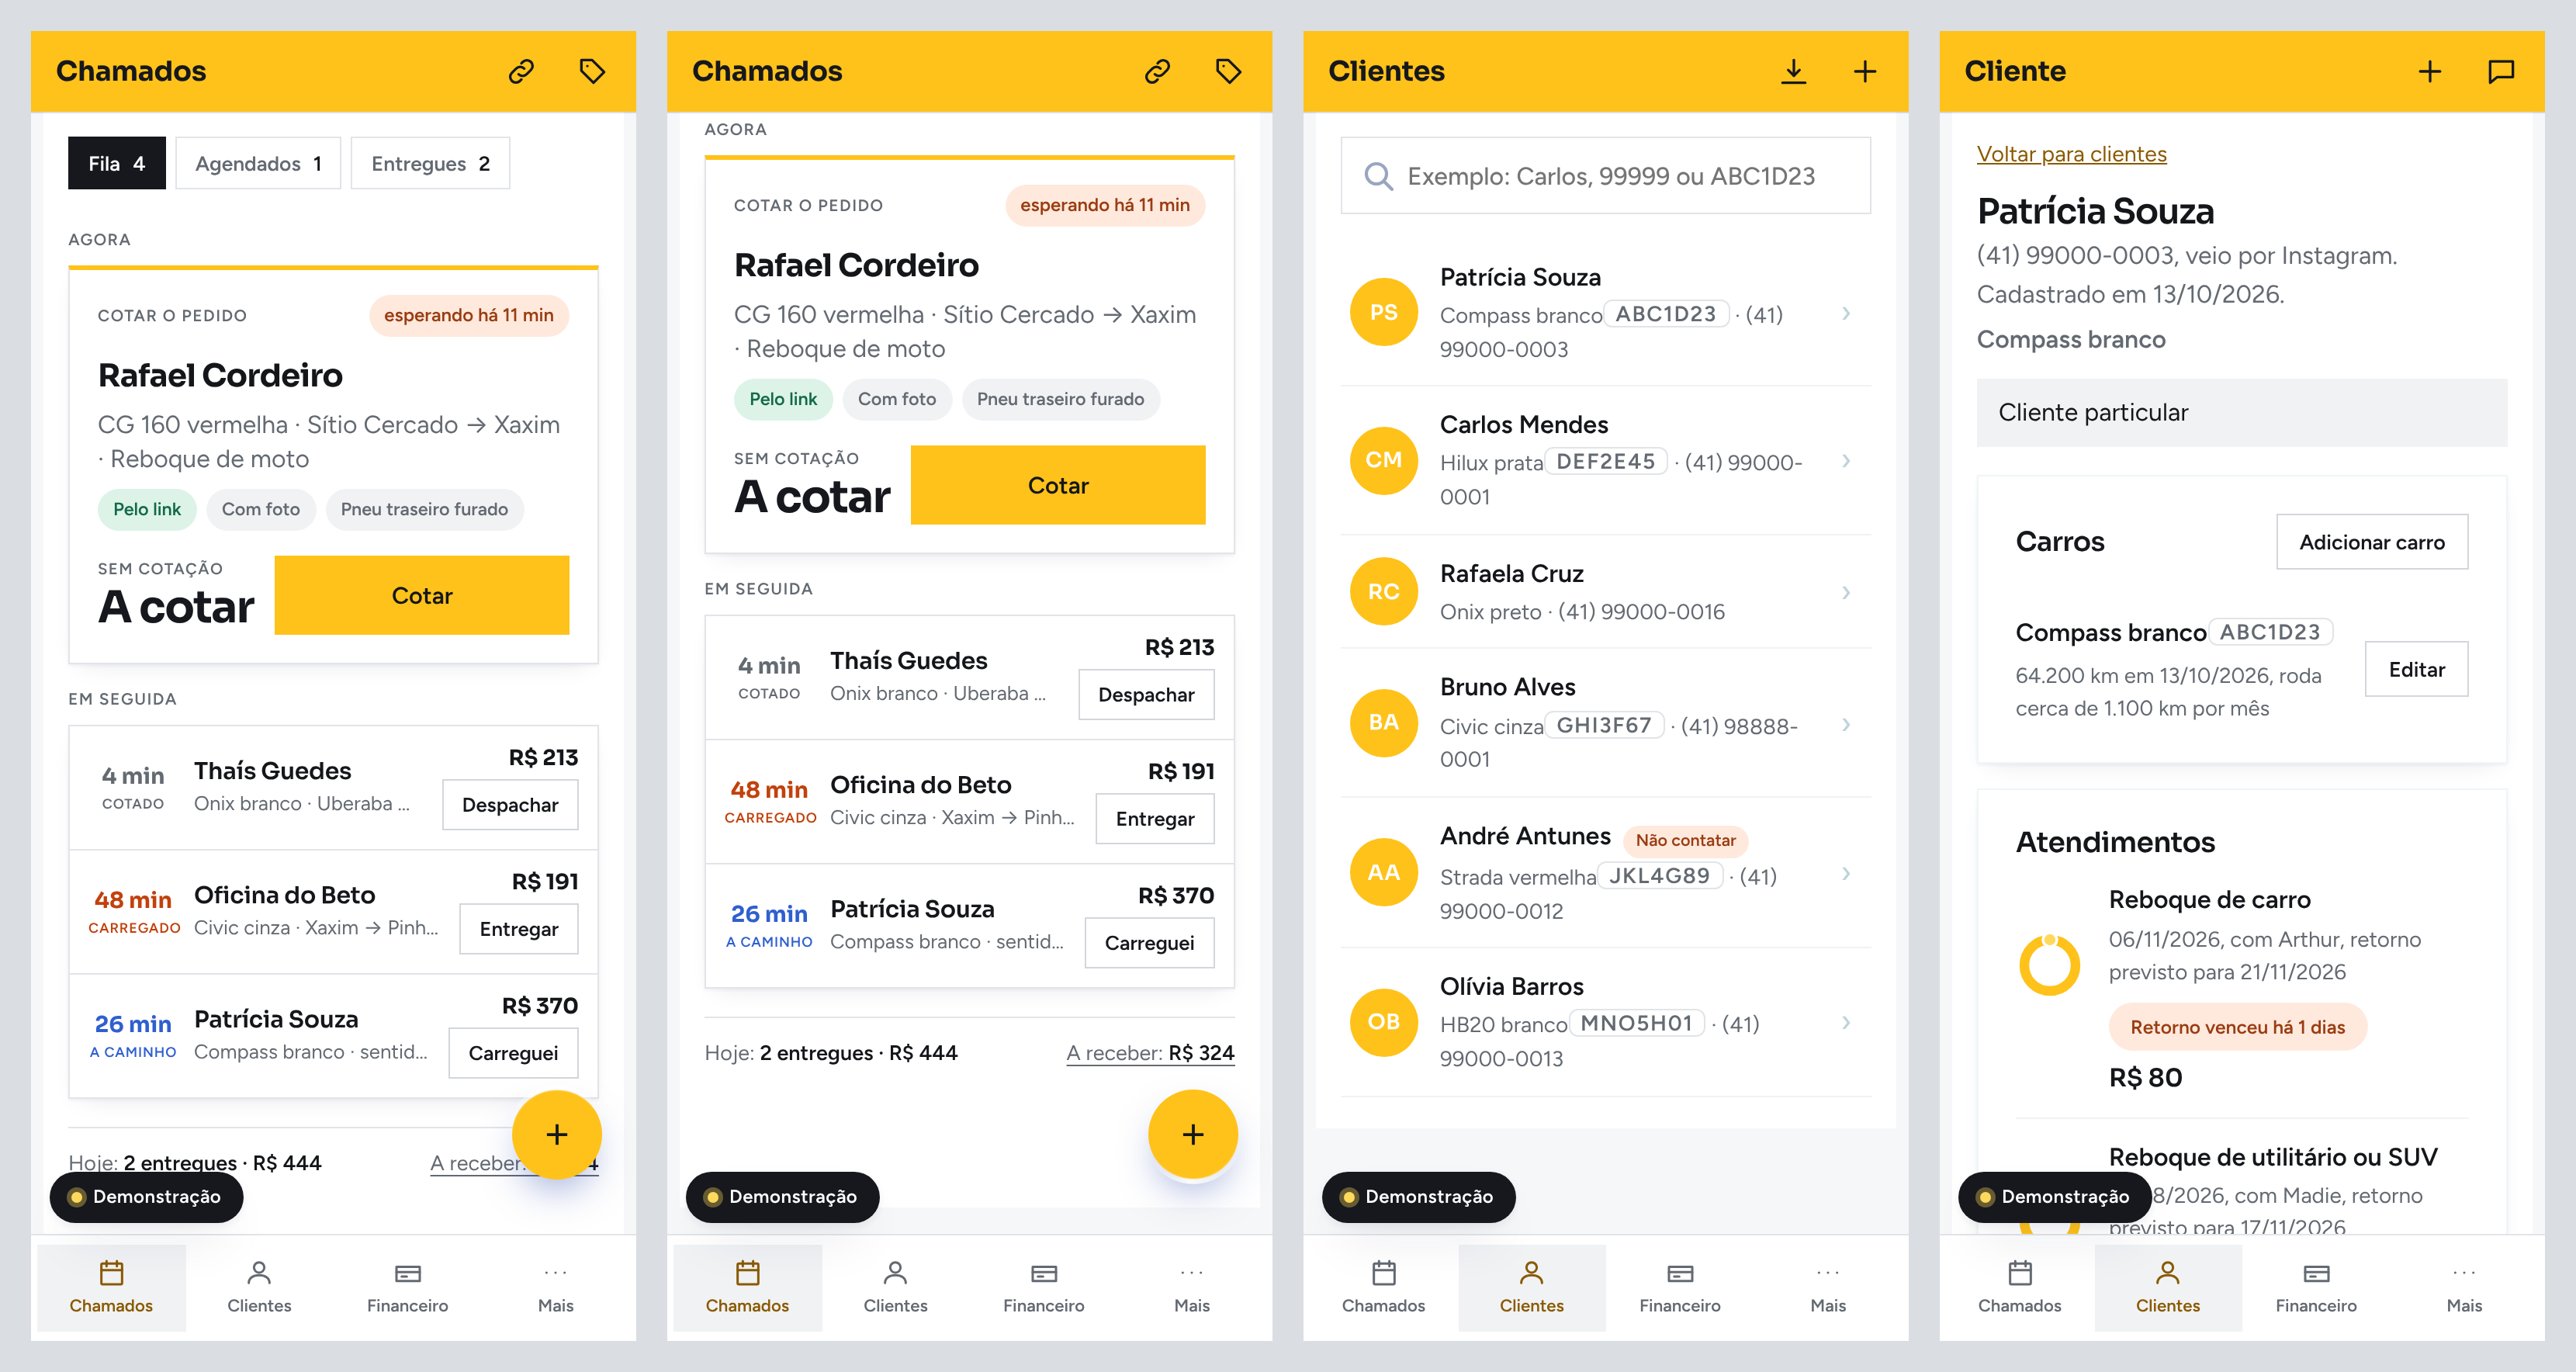 Chamados
Fila 4
Agendados 1
Entregues 2
AGORA
COTAR O PEDIDO
esperando há 11 min
Rafael Cordeiro
CG 160 vermelha · Sítio Cercado → Xaxim
· Reboque de moto
Pelo link
Com foto
Pneu traseiro furado
SEM COTAÇÃO
A cotar
Cotar
EM SEGUIDA
4 min
COTADO
Thaís Guedes
Onix branco · Uberaba ...
R$ 213
Despachar
48 min
CARREGADO
Oficina do Beto
Civic cinza · Xaxim → Pinh...
R$ 191
Entregar
26 min
A CAMINHO
Patrícia Souza
Compass branco · sentid...
R$ 370
Carreguei
Hoje: 2 entregues · R$ 444
A receber: 4
+
Demonstração
Chamados
Clientes
Financeiro
Mais
Chamados
AGORA
COTAR O PEDIDO
esperando há 11 min
Rafael Cordeiro
CG 160 vermelha · Sítio Cercado → Xaxim
· Reboque de moto
Pelo link
Com foto
Pneu traseiro furado
SEM COTAÇÃO
A cotar
Cotar
EM SEGUIDA
4 min
COTADO
Thaís Guedes
Onix branco · Uberaba ...
R$ 213
Despachar
48 min
CARREGADO
Oficina do Beto
Civic cinza · Xaxim → Pinh...
R$ 191
Entregar
26 min
A CAMINHO
Patrícia Souza
Compass branco · sentid...
R$ 370
Carreguei
Hoje: 2 entregues · R$ 444
A receber: R$ 324
+
Demonstração
Chamados
Clientes
Financeiro
Mais
Clientes
Exemplo: Carlos, 99999 ou ABC1D23
PS
Patrícia Souza
Compass branco ABC1D23 · (41)
99000-0003
CM
Carlos Mendes
Hilux prata DEF2E45 · (41) 99000-
0001
RC
Rafaela Cruz
Onix preto · (41) 99000-0016
BA
Bruno Alves
Civic cinza GHI3F67 · (41) 98888-
0001
AA
André Antunes Não contatar
Strada vermelha JKL4G89 · (41)
99000-0012
OB
Olívia Barros
HB20 branco MNO5H01 · (41)
99000-0013
Demonstração
Chamados
Clientes
Financeiro
Mais
Cliente
Voltar para clientes
Patrícia Souza
(41) 99000-0003, veio por Instagram.
Cadastrado em 13/10/2026.
Compass branco
Cliente particular
Carros
Adicionar carro
Compass branco ABC1D23
64.200 km em 13/10/2026, roda
cerca de 1.100 km por mês
Editar
Atendimentos
Reboque de carro
06/11/2026, com Arthur, retorno
previsto para 21/11/2026
Retorno venceu há 1 dias
R$ 80
Reboque de utilitário ou SUV
8/2026, com Madie, retorno
previsto para 17/11/2026
Demonstração
Chamados
Clientes
Financeiro
Mais